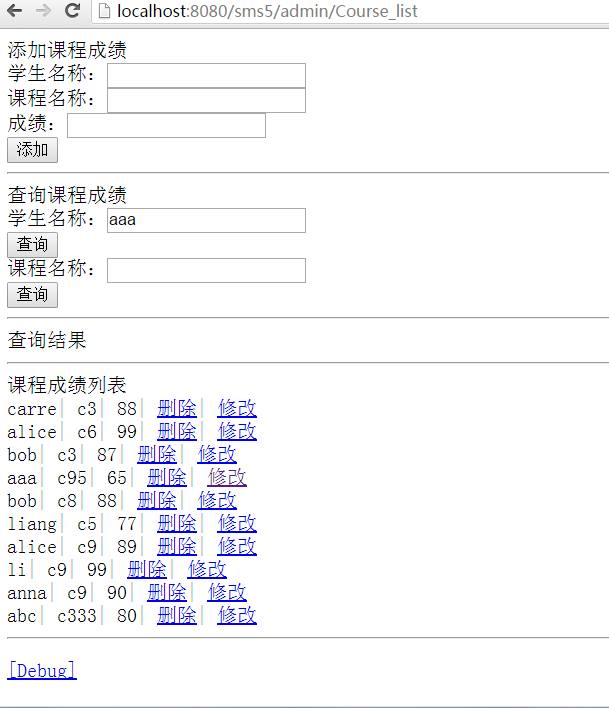 localhost:8080/sms5/admin/Course_list
添加课程成绩
学生名称：
课程名称：
成绩：
添加
查询课程成绩
学生名称：aaa
查询
课程名称：
查询
查询结果
课程成绩列表
carre| c3| 88| 删除| 修改
alice| c6| 99| 删除| 修改
bob| c3| 87| 删除| 修改
aaa| c95| 65| 删除| 修改
bob| c8| 88| 删除| 修改
liang| c5| 77| 删除| 修改
alice| c9| 89| 删除| 修改
li| c9| 99| 删除| 修改
anna| c9| 90| 删除| 修改
abc| c333| 80| 删除| 修改
[Debug]